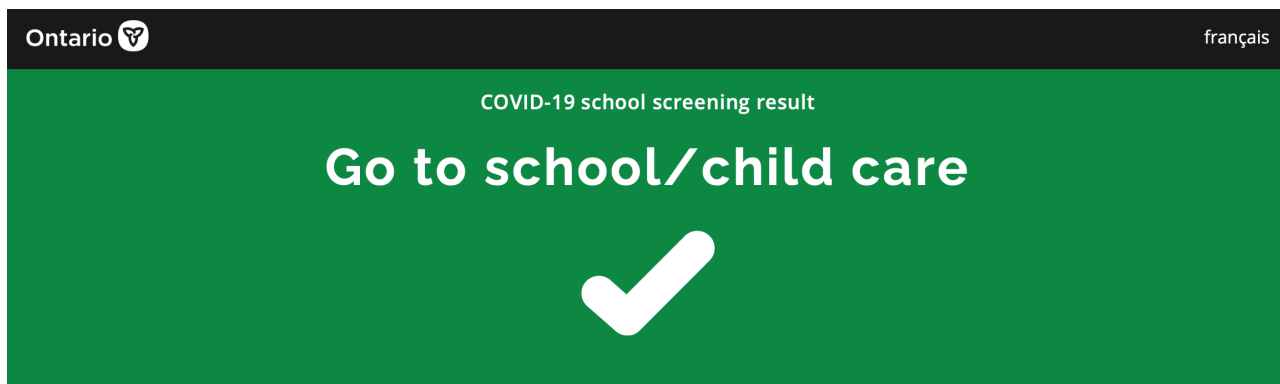 Ontario
français
COVID-19 school screening result
Go to school/child care